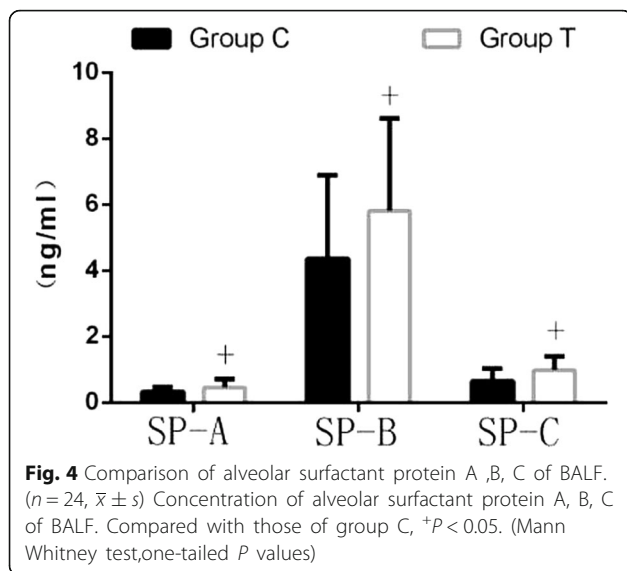 Group C Group T
10
8
6
4
2
0
(ng/ml)
+ + +
SP-A SP-B SP-C
Fig. 4 Comparison of alveolar surfactant protein A ,B, C of BALF.
(n = 24, x̅ ± s) Concentration of alveolar surfactant protein A, B, C
of BALF. Compared with those of group C, ⁺P < 0.05. (Mann
Whitney test,one-tailed P values)